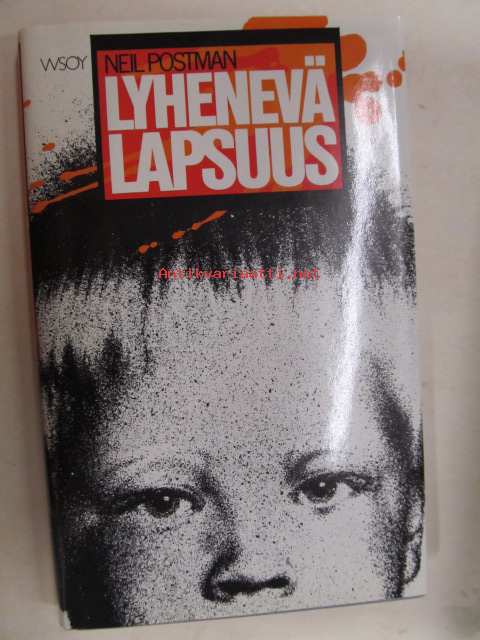 WSOY
NEIL POSTMAN
LYHENEVÄ
LAPSUUS
Antikvariaatti.net